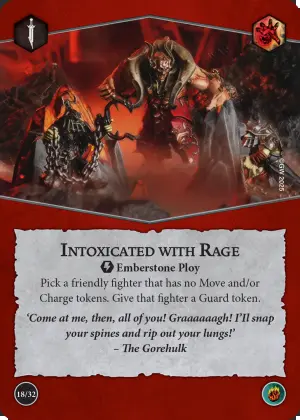 © GW 2025
INTOXICATED WITH RAGE
Emberstone Ploy
Pick a friendly fighter that has no Move and/or
Charge tokens. Give that fighter a Guard token.
‘Come at me, then, all of you! Graaaaaagh! I’ll snap
your spines and rip out your lungs!’
– The Gorehulk
18/32